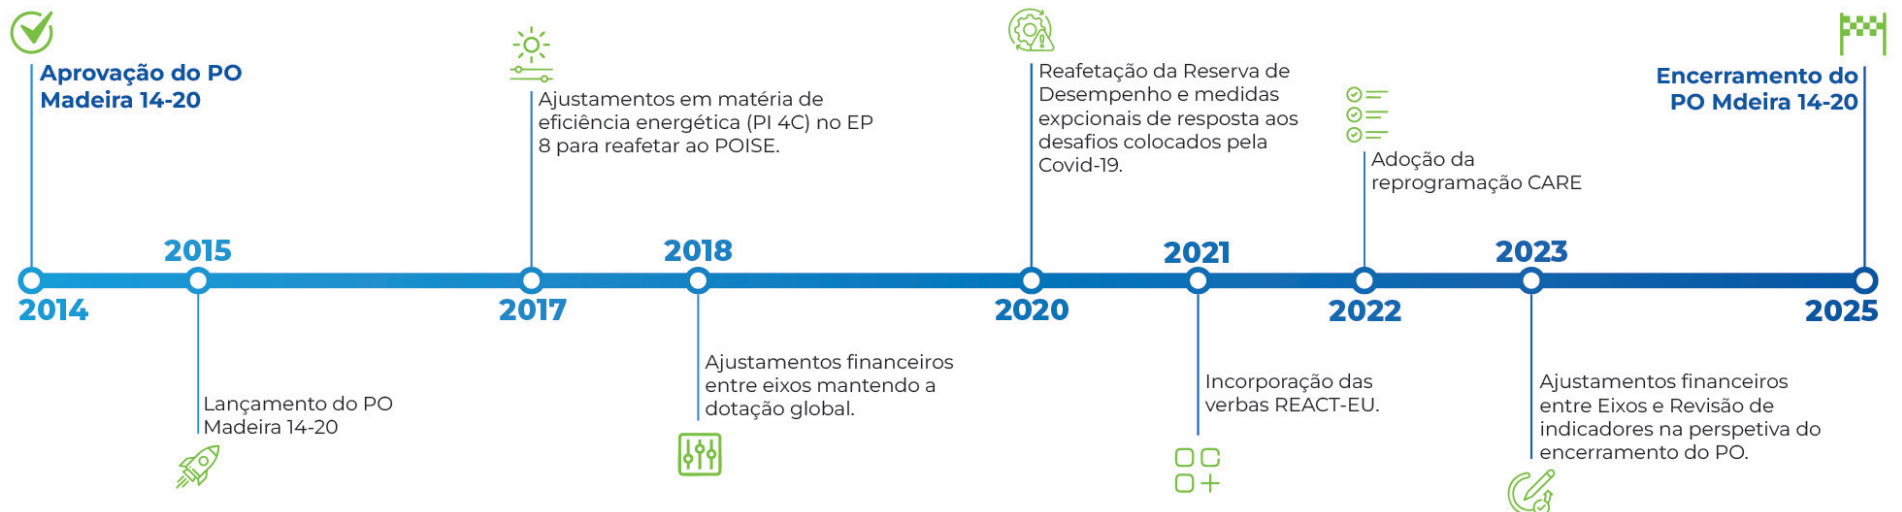 Aprovação do PO
Madeira 14-20
2014
2015
Lançamento do PO
Madeira 14-20
Ajustamentos em matéria de
eficiência energética (PI 4C) no EP
8 para reafetar ao POISE.
2017
2018
Ajustamentos financeiros
entre eixos mantendo a
dotação global.
Reafetação da Reserva de
Desempenho e medidas
expcionais de resposta aos
desafios colocados pela
Covid-19.
2020
2021
Incorporação das
verbas REACT-EU.
Adoção da
reprogramação CARE
2022
2023
Ajustamentos financeiros
entre Eixos e Revisão de
indicadores na perspetiva do
encerramento do PO.
Encerramento do
PO Mdeira 14-20
2025